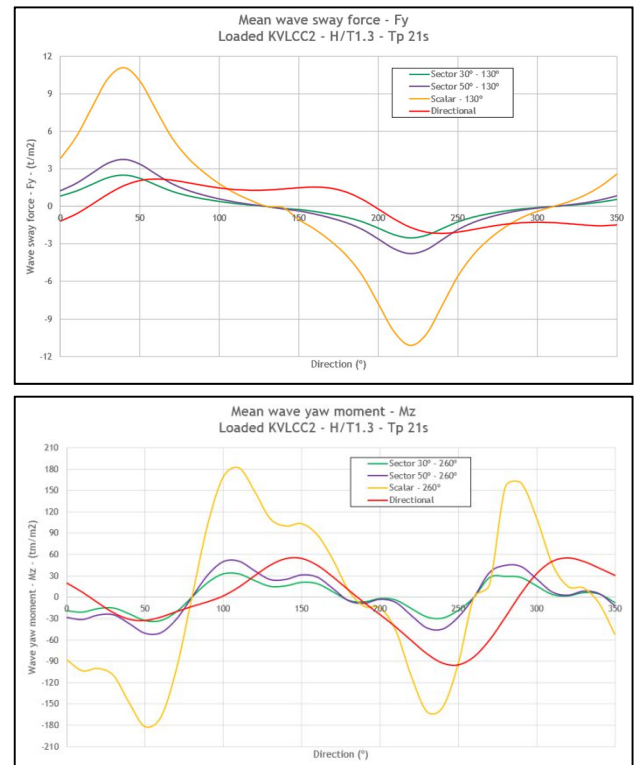 Mean wave sway force - Fy
Loaded KVLCC2 - H/T1.3 - Tp 21s
12
9
6
3
0
-3
-6
-9
-12
Wave sway force - Fy - (t/m2)
Sector 30º - 130º
Sector 50º - 130º
Scalar - 130º
Directional
0
50
100
150
200
250
300
350
Direction (º)
Mean wave yaw moment - Mz
Loaded KVLCC2 - H/T1.3 - Tp 21s
210
180
150
120
90
60
30
0
-30
-60
-90
-120
-150
-180
-210
Wave yaw moment - Mz - (tm/m2)
Sector 30º - 260º
Sector 50º - 260º
Scalar - 260º
Directional
0
50
100
150
200
250
300
350
Direction (º)